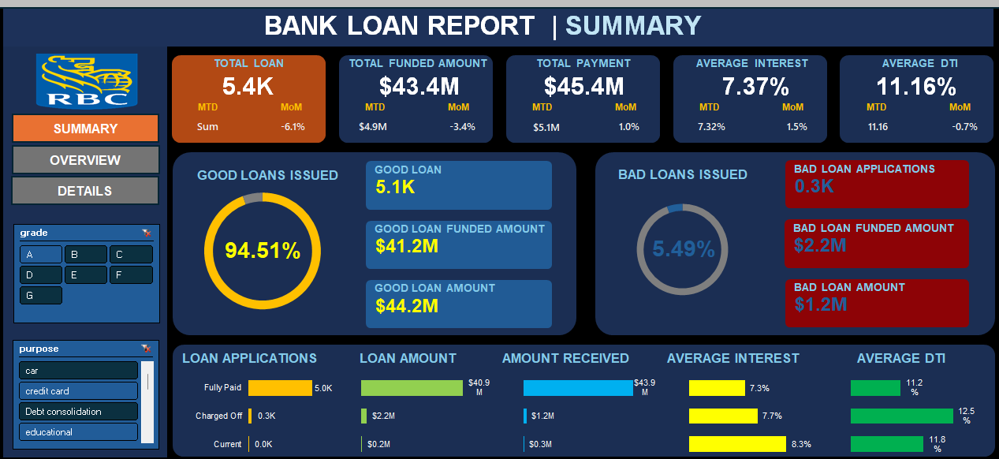 BANK LOAN REPORT | SUMMARY
RBC
SUMMARY
OVERVIEW
DETAILS
grade
A B C
D E F
G
purpose
car
credit card
Debt consolidation
educational
TOTAL LOAN
5.4K
MTD MoM
Sum -6.1%
TOTAL FUNDED AMOUNT
$43.4M
MTD MoM
$4.9M -3.4%
TOTAL PAYMENT
$45.4M
MTD MoM
$5.1M 1.0%
AVERAGE INTEREST
7.37%
MTD MoM
7.32% 1.5%
AVERAGE DTI
11.16%
MTD MoM
11.16 -0.7%
GOOD LOANS ISSUED
94.51%
GOOD LOAN
5.1K
GOOD LOAN FUNDED AMOUNT
$41.2M
GOOD LOAN AMOUNT
$44.2M
BAD LOANS ISSUED
5.49%
BAD LOAN APPLICATIONS
0.3K
BAD LOAN FUNDED AMOUNT
$2.2M
BAD LOAN AMOUNT
$1.2M
LOAN APPLICATIONS
Fully Paid 5.0K
Charged Off 0.3K
Current 0.0K
LOAN AMOUNT
$40.9
M
$2.2M
$0.2M
AMOUNT RECEIVED
$43.9
M
$1.2M
$0.3M
AVERAGE INTEREST
7.3%
7.7%
8.3%
AVERAGE DTI
11.2
%
12.5
%
11.8
%